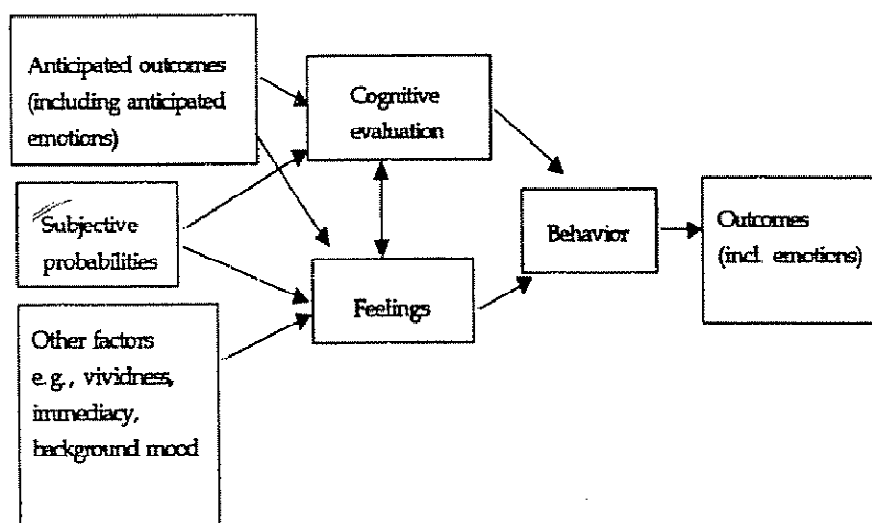 Anticipated outcomes
(including anticipated
emotions)
Cognitive
evaluation
Subjective
probabilities
Feelings
Behavior
Outcomes
(incl. emotions)
Other factors
e.g., vividness,
immediacy,
background mood